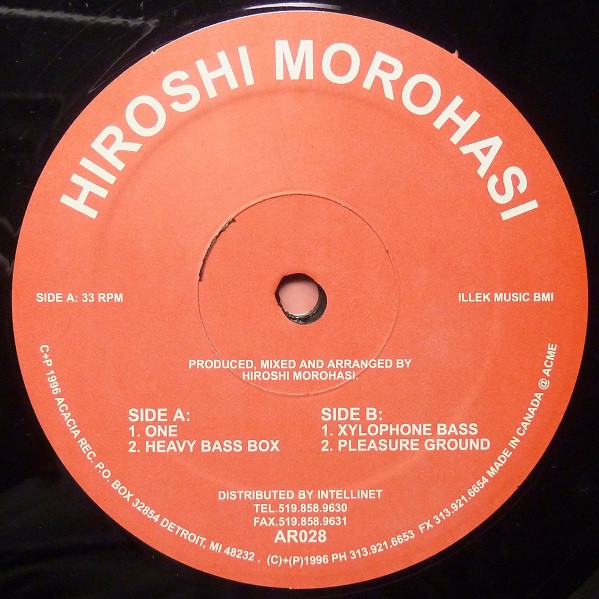 HIROSHI MOROHASI
SIDE A: 33 RPM
ILLEK MUSIC BMI
PRODUCED, MIXED AND ARRANGED BY
HIROSHI MOROHASI.
SIDE A:
1. ONE
2. HEAVY BASS BOX
SIDE B:
1. XYLOPHONE BASS
2. PLEASURE GROUND
DISTRIBUTED BY INTELLINET
TEL.519.858.9630
FAX.519.858.9631
AR028
C+P 1996 ACACIA REC. P.O. BOX 32854 DETROIT, MI 48232 . (C)+(P)1996 PH 313.921.6653 FX 313.921.6654 MADE IN CANADA @ ACME